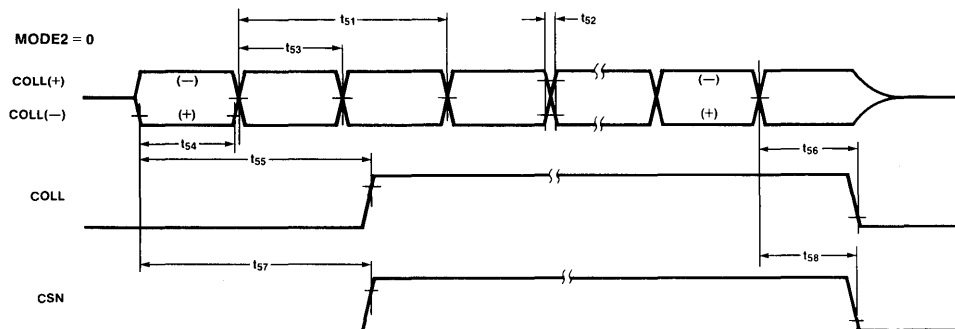 t51
t52
MODE2 = 0
t53
COLL(+)
(—)
(—)
COLL(—)
(+)
(+)
t54
t55
t56
COLL
t57
t58
CSN